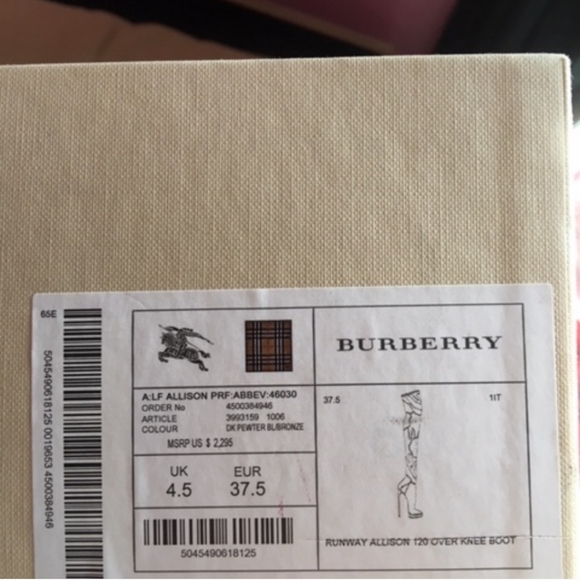 65E
5045490618125 0019653 4500384946
BURBERRY
A:LF ALLISON PRF:ABBEV:46030
ORDER No 4500384946
ARTICLE 3993159 1006
COLOUR DK PEWTER BL/BRONZE
MSRP US $ 2,295
37.5 1IT
UK EUR
4.5 37.5
5045490618125
RUNWAY ALLISON 120 OVER KNEE BOOT